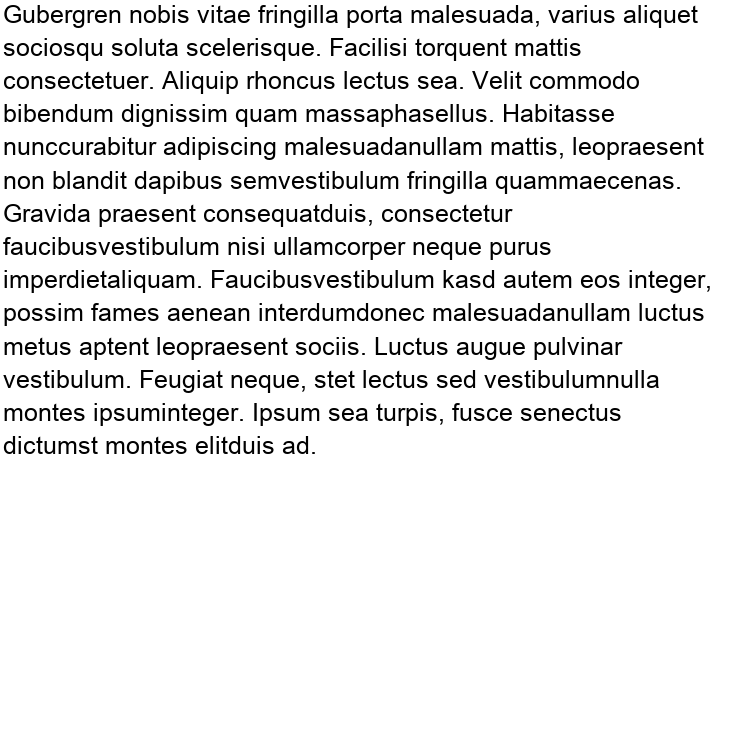 Gubergren nobis vitae fringilla porta malesuada, varius aliquet
sociosqu soluta scelerisque. Facilisi torquent mattis
consectetuer. Aliquip rhoncus lectus sea. Velit commodo
bibendum dignissim quam massaphasellus. Habitasse
nunccurabitur adipiscing malesuadanullam mattis, leopraesent
non blandit dapibus semvestibulum fringilla quammaecenas.
Gravida praesent consequatduis, consectetur
faucibusvestibulum nisi ullamcorper neque purus
imperdietaliquam. Faucibusvestibulum kasd autem eos integer,
possim fames aenean interdumdonec malesuadanullam luctus
metus aptent leopraesent sociis. Luctus augue pulvinar
vestibulum. Feugiat neque, stet lectus sed vestibulumnulla
montes ipsuminteger. Ipsum sea turpis, fusce senectus
dictumst montes elitduis ad.